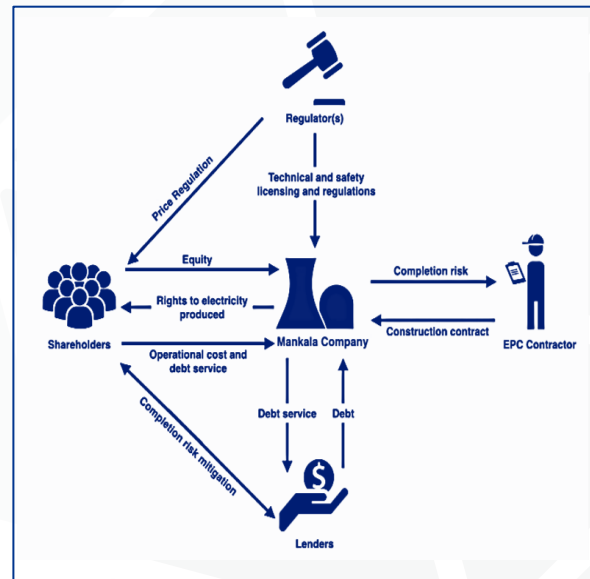 Regulator(s)
Price Regulation
Technical and safety
licensing and regulations
Equity
Completion risk
Rights to electricity
produced
Construction contract
Shareholders
Mankala Company
EPC Contractor
Operational cost and
debt service
Completion risk mitigation
Debt service
Debt
$
Lenders